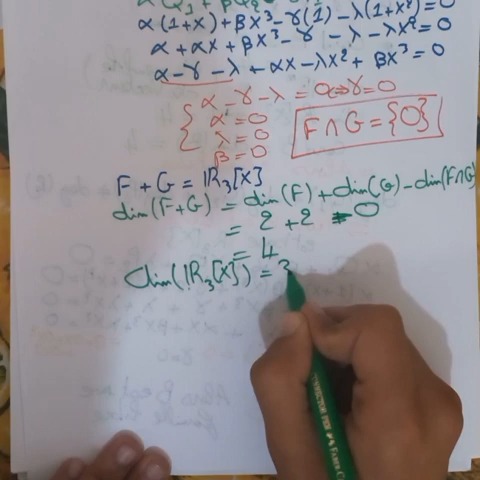 α(1+X)+βX³-γ(1)-λ(1+X²)=0
α+αX+βX³-γ-λ-λX²=0
α-γ-λ+αX-λX²+βX³=0
α-γ-λ=0 ⇔ γ=0
α=0
λ=0
β=0
F∩G={0}
F+G=ℝ₃[X]
dim(F+G)=dim(F)+dim(G)-dim(F∩G)
= 2+2-0
= 4
dim(ℝ₃[X])=3